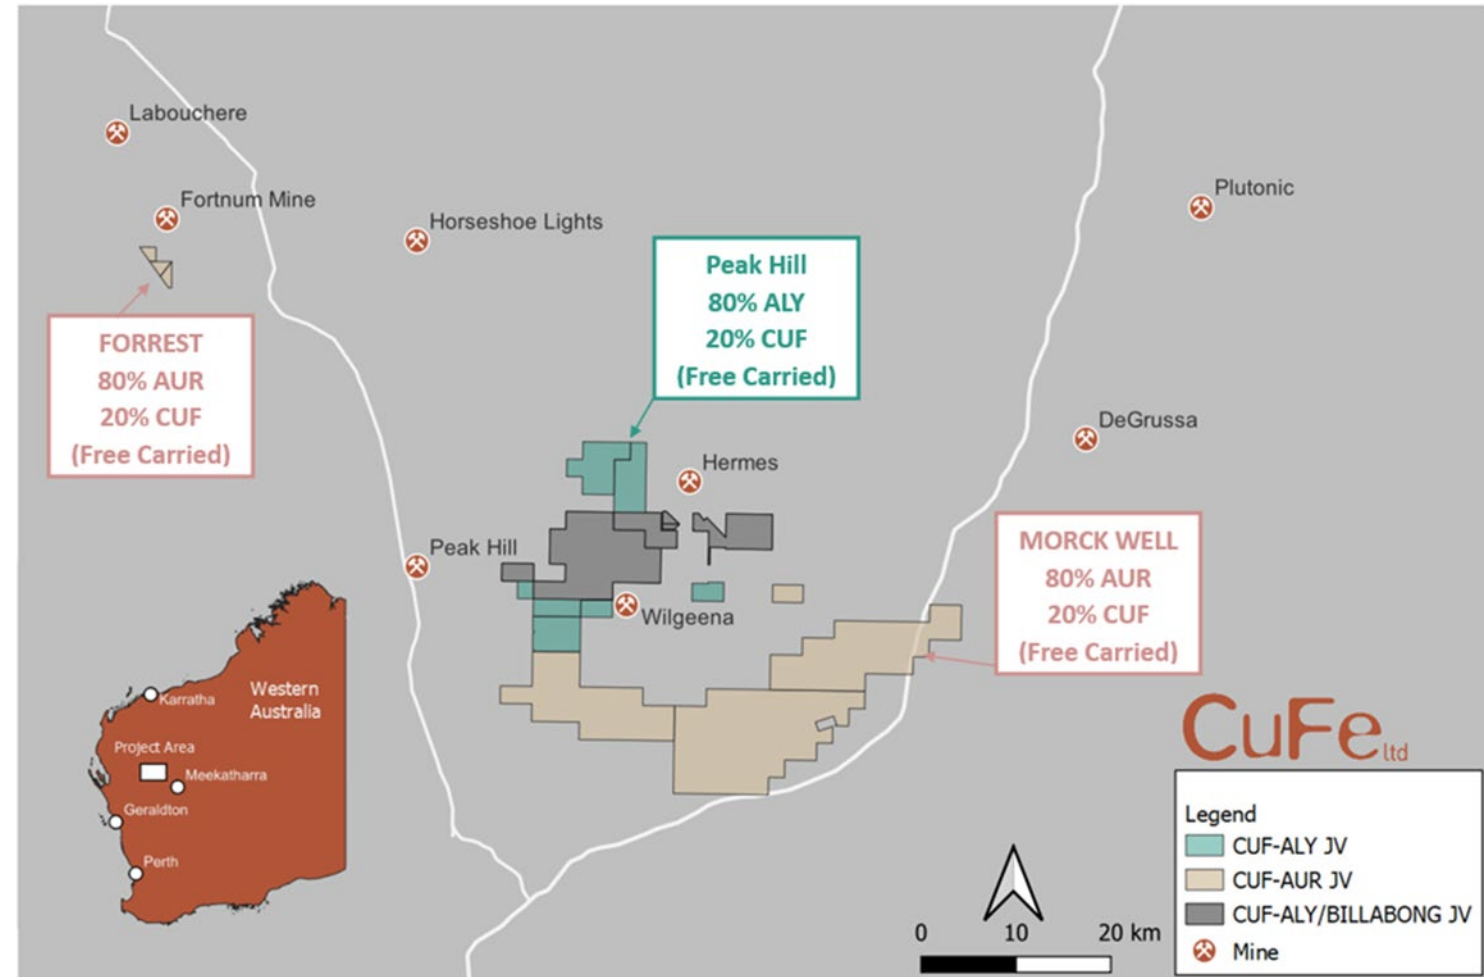 Labouchere
Fortnum Mine
Horseshoe Lights
Plutonic
Peak Hill
80% ALY
20% CUF
(Free Carried)
FORREST
80% AUR
20% CUF
(Free Carried)
DeGrussa
Hermes
Peak Hill
Wilgeena
MORCK WELL
80% AUR
20% CUF
(Free Carried)
Western
Australia
Karratha
Project Area
Meekatharra
Geraldton
Perth
CuFe ltd
Legend
CUF-ALY JV
CUF-AUR JV
CUF-ALY/BILLABONG JV
Mine
0 10 20 km